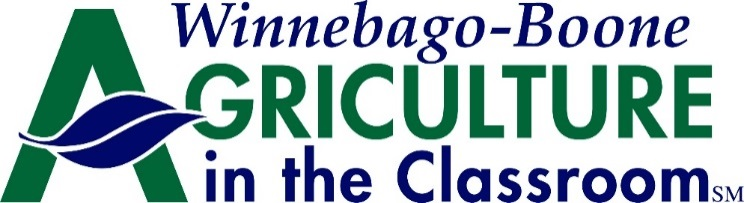 Winnebago-Boone
AGRICULTURE
in the Classroom SM